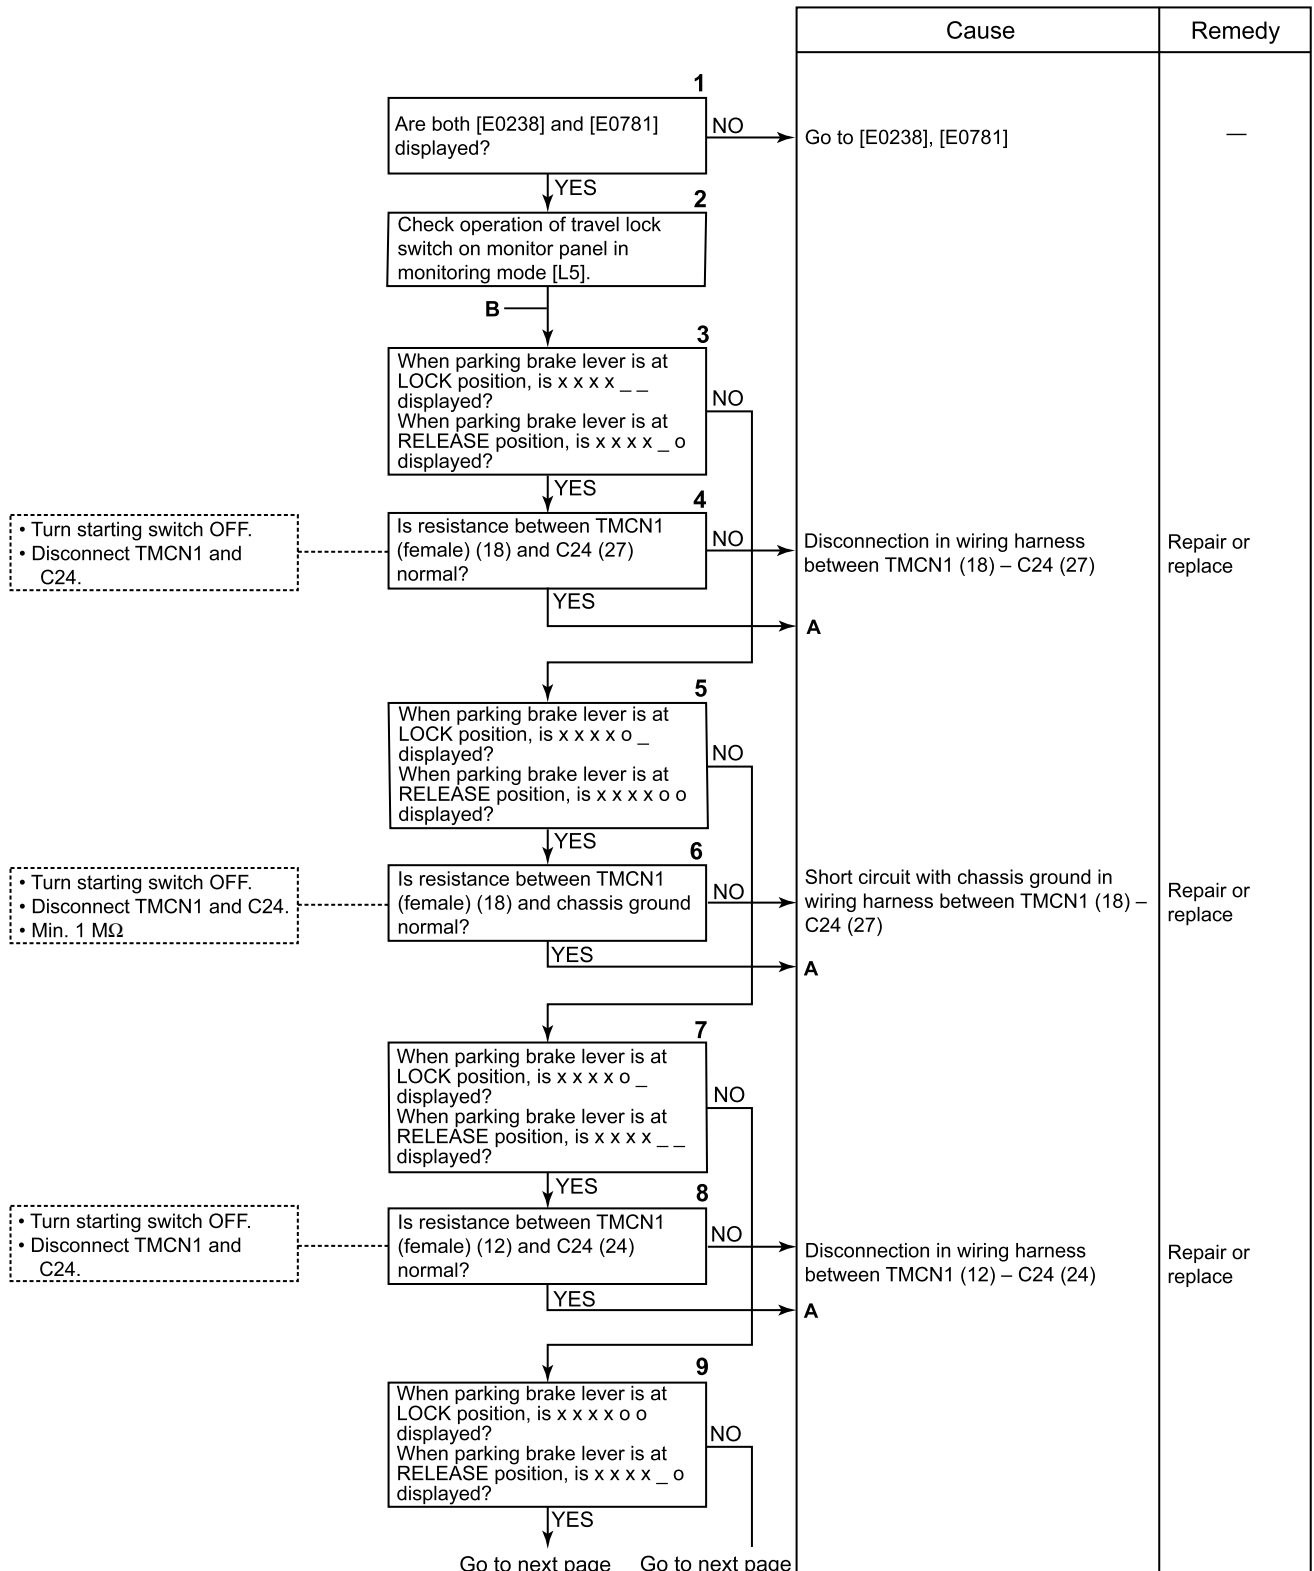 Cause
Remedy
1
Are both [E0238] and [E0781]
displayed?
NO
Go to [E0238], [E0781]
—
YES
2
Check operation of travel lock
switch on monitor panel in
monitoring mode [L5].
B
3
When parking brake lever is at
LOCK position, is x x x x _ _
displayed?
When parking brake lever is at
RELEASE position, is x x x x _ o
displayed?
NO
YES
4
• Turn starting switch OFF.
• Disconnect TMCN1 and
C24.
Is resistance between TMCN1
(female) (18) and C24 (27)
normal?
NO
Disconnection in wiring harness
between TMCN1 (18) – C24 (27)
Repair or
replace
YES
A
5
When parking brake lever is at
LOCK position, is x x x x o _
displayed?
When parking brake lever is at
RELEASE position, is x x x x o o
displayed?
NO
YES
6
• Turn starting switch OFF.
• Disconnect TMCN1 and C24.
• Min. 1 MΩ
Is resistance between TMCN1
(female) (18) and chassis ground
normal?
NO
Short circuit with chassis ground in
wiring harness between TMCN1 (18) –
C24 (27)
Repair or
replace
YES
A
7
When parking brake lever is at
LOCK position, is x x x x o _
displayed?
When parking brake lever is at
RELEASE position, is x x x x _ _
displayed?
NO
YES
8
• Turn starting switch OFF.
• Disconnect TMCN1 and
C24.
Is resistance between TMCN1
(female) (12) and C24 (24)
normal?
NO
Disconnection in wiring harness
between TMCN1 (12) – C24 (24)
Repair or
replace
YES
A
9
When parking brake lever is at
LOCK position, is x x x x o o
displayed?
When parking brake lever is at
RELEASE position, is x x x x _ o
displayed?
NO
YES
Go to next page
Go to next page